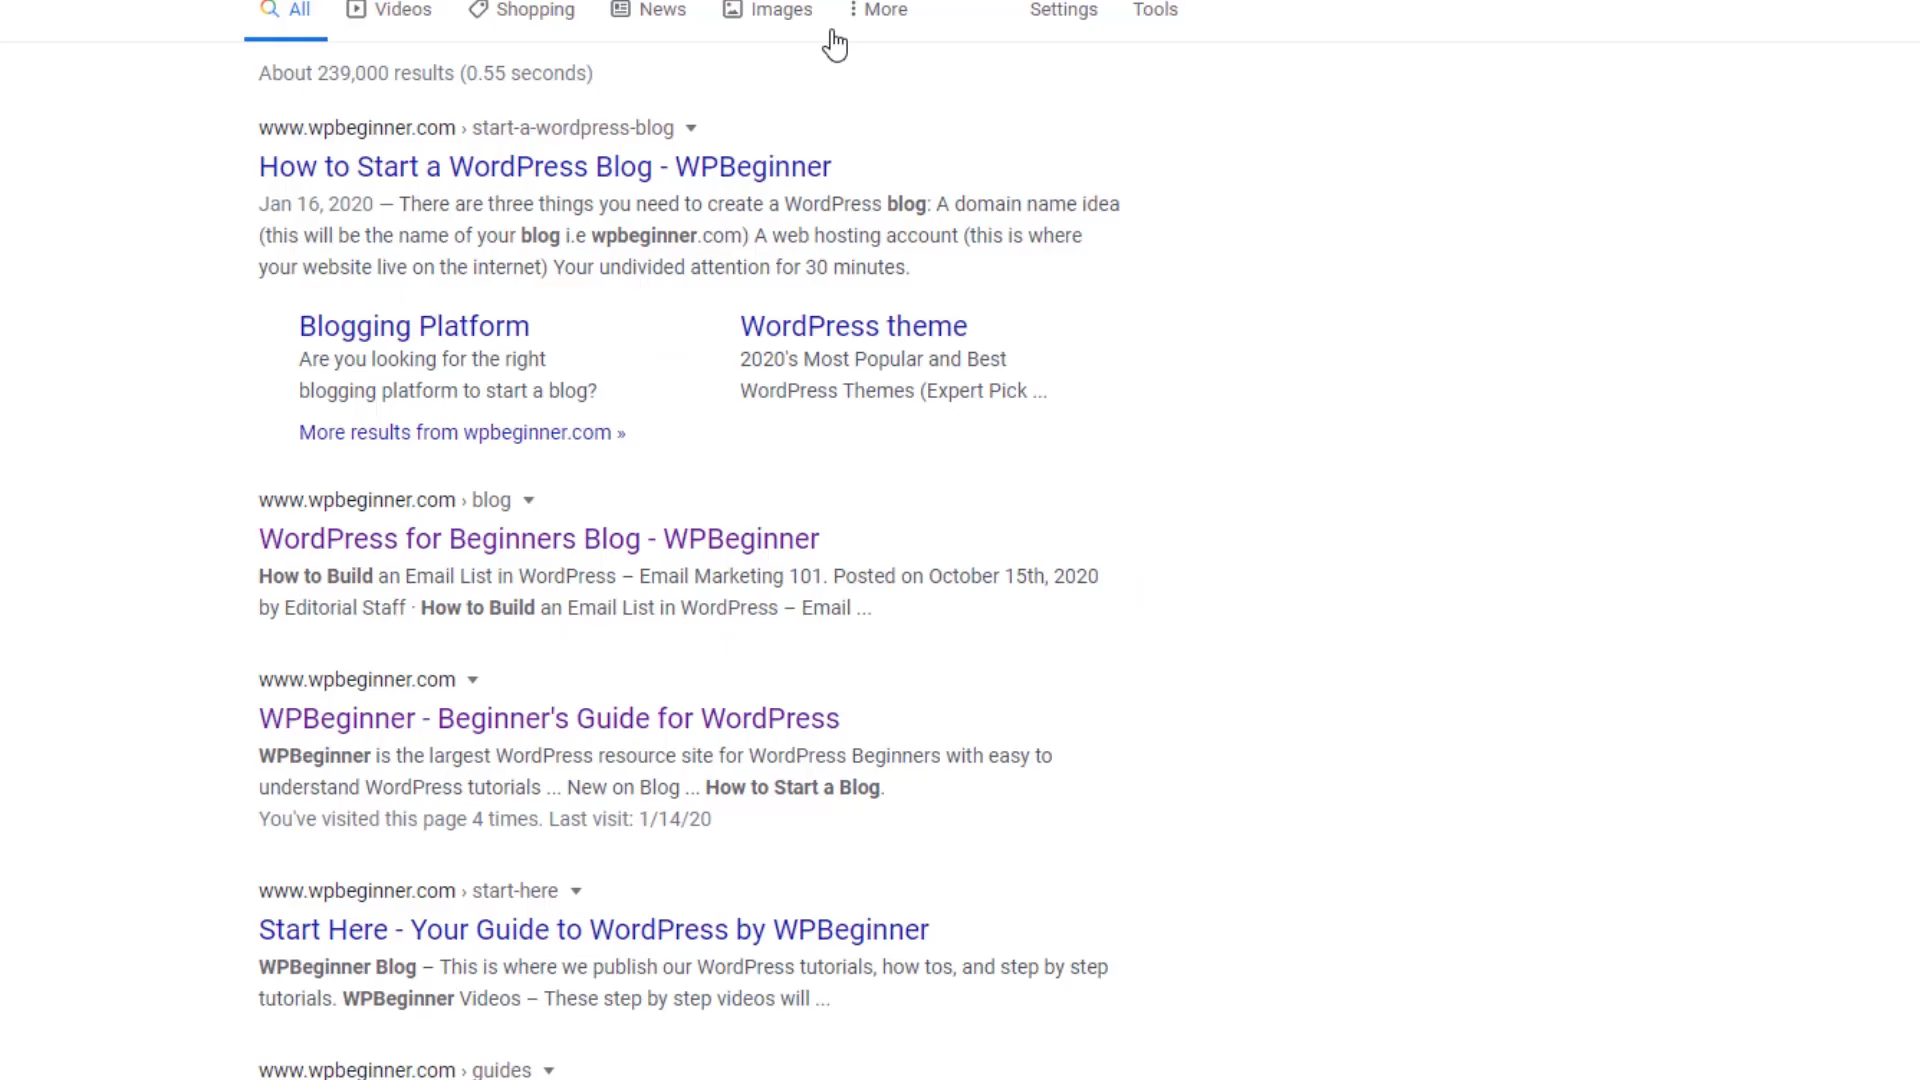 All Videos Shopping News Images More Settings Tools
About 239,000 results (0.55 seconds)
www.wpbeginner.com › start-a-wordpress-blog
How to Start a WordPress Blog - WPBeginner
Jan 16, 2020 — There are three things you need to create a WordPress blog: A domain name idea
(this will be the name of your blog i.e wpbeginner.com) A web hosting account (this is where
your website live on the internet) Your undivided attention for 30 minutes.
Blogging Platform
Are you looking for the right
blogging platform to start a blog?
WordPress theme
2020's Most Popular and Best
WordPress Themes (Expert Pick ...
More results from wpbeginner.com »
www.wpbeginner.com › blog
WordPress for Beginners Blog - WPBeginner
How to Build an Email List in WordPress – Email Marketing 101. Posted on October 15th, 2020
by Editorial Staff · How to Build an Email List in WordPress – Email ...
www.wpbeginner.com
WPBeginner - Beginner's Guide for WordPress
WPBeginner is the largest WordPress resource site for WordPress Beginners with easy to
understand WordPress tutorials ... New on Blog ... How to Start a Blog.
You've visited this page 4 times. Last visit: 1/14/20
www.wpbeginner.com › start-here
Start Here - Your Guide to WordPress by WPBeginner
WPBeginner Blog – This is where we publish our WordPress tutorials, how tos, and step by step
tutorials. WPBeginner Videos – These step by step videos will ...
www.wpbeginner.com › guides